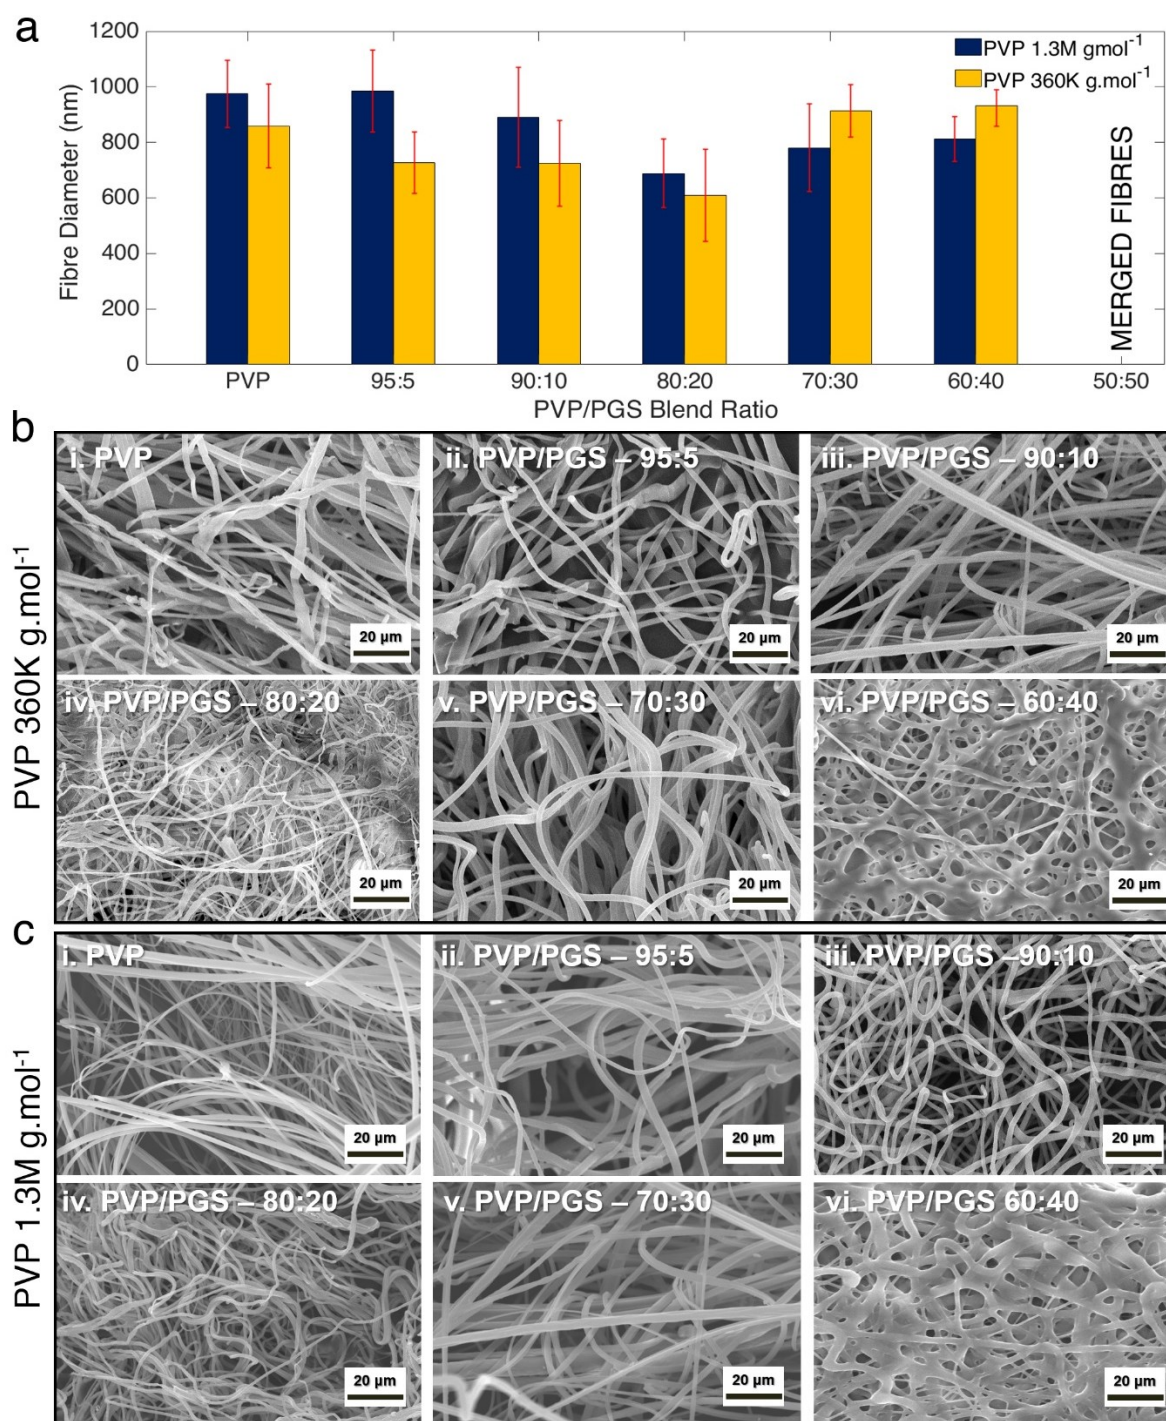 a
1200
1000
800
600
400
200
0
Fibre Diameter (nm)
PVP 1.3M gmol⁻¹
PVP 360K g.mol⁻¹
MERGED FIBRES
PVP 95:5 90:10 80:20 70:30 60:40 50:50
PVP/PGS Blend Ratio
b
PVP 360K g.mol⁻¹
i. PVP
20 µm
ii. PVP/PGS – 95:5
20 µm
iii. PVP/PGS – 90:10
20 µm
iv. PVP/PGS – 80:20
20 µm
v. PVP/PGS – 70:30
20 µm
vi. PVP/PGS – 60:40
20 µm
c
PVP 1.3M g.mol⁻¹
i. PVP
20 µm
ii. PVP/PGS – 95:5
20 µm
iii. PVP/PGS –90:10
20 µm
iv. PVP/PGS – 80:20
20 µm
v. PVP/PGS – 70:30
20 µm
vi. PVP/PGS 60:40
20 µm